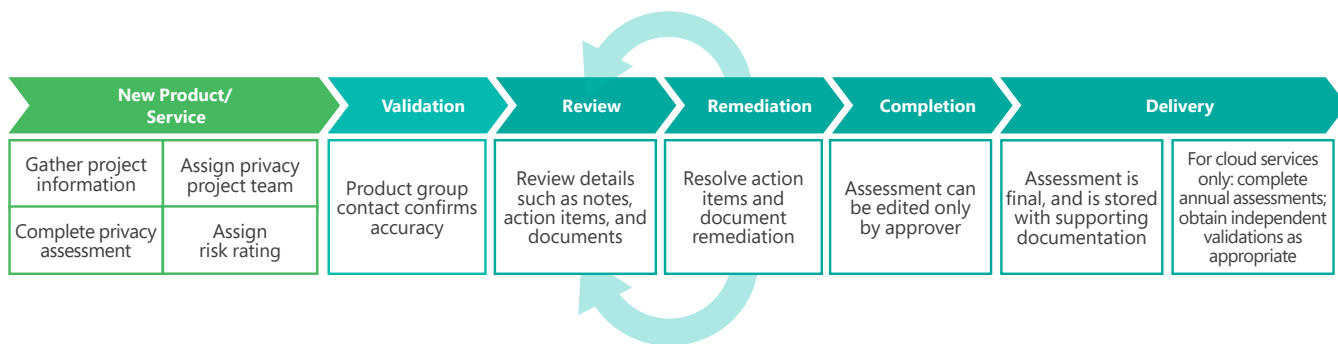 New Product/
Service
Validation
Review
Remediation
Completion
Delivery
Gather project
information
Assign privacy
project team
Complete privacy
assessment
Assign
risk rating
Product group
contact confirms
accuracy
Review details
such as notes,
action items, and
documents
Resolve action
items and
document
remediation
Assessment can
be edited only
by approver
Assessment is
final, and is stored
with supporting
documentation
For cloud services
only: complete
annual assessments;
obtain independent
validations as
appropriate